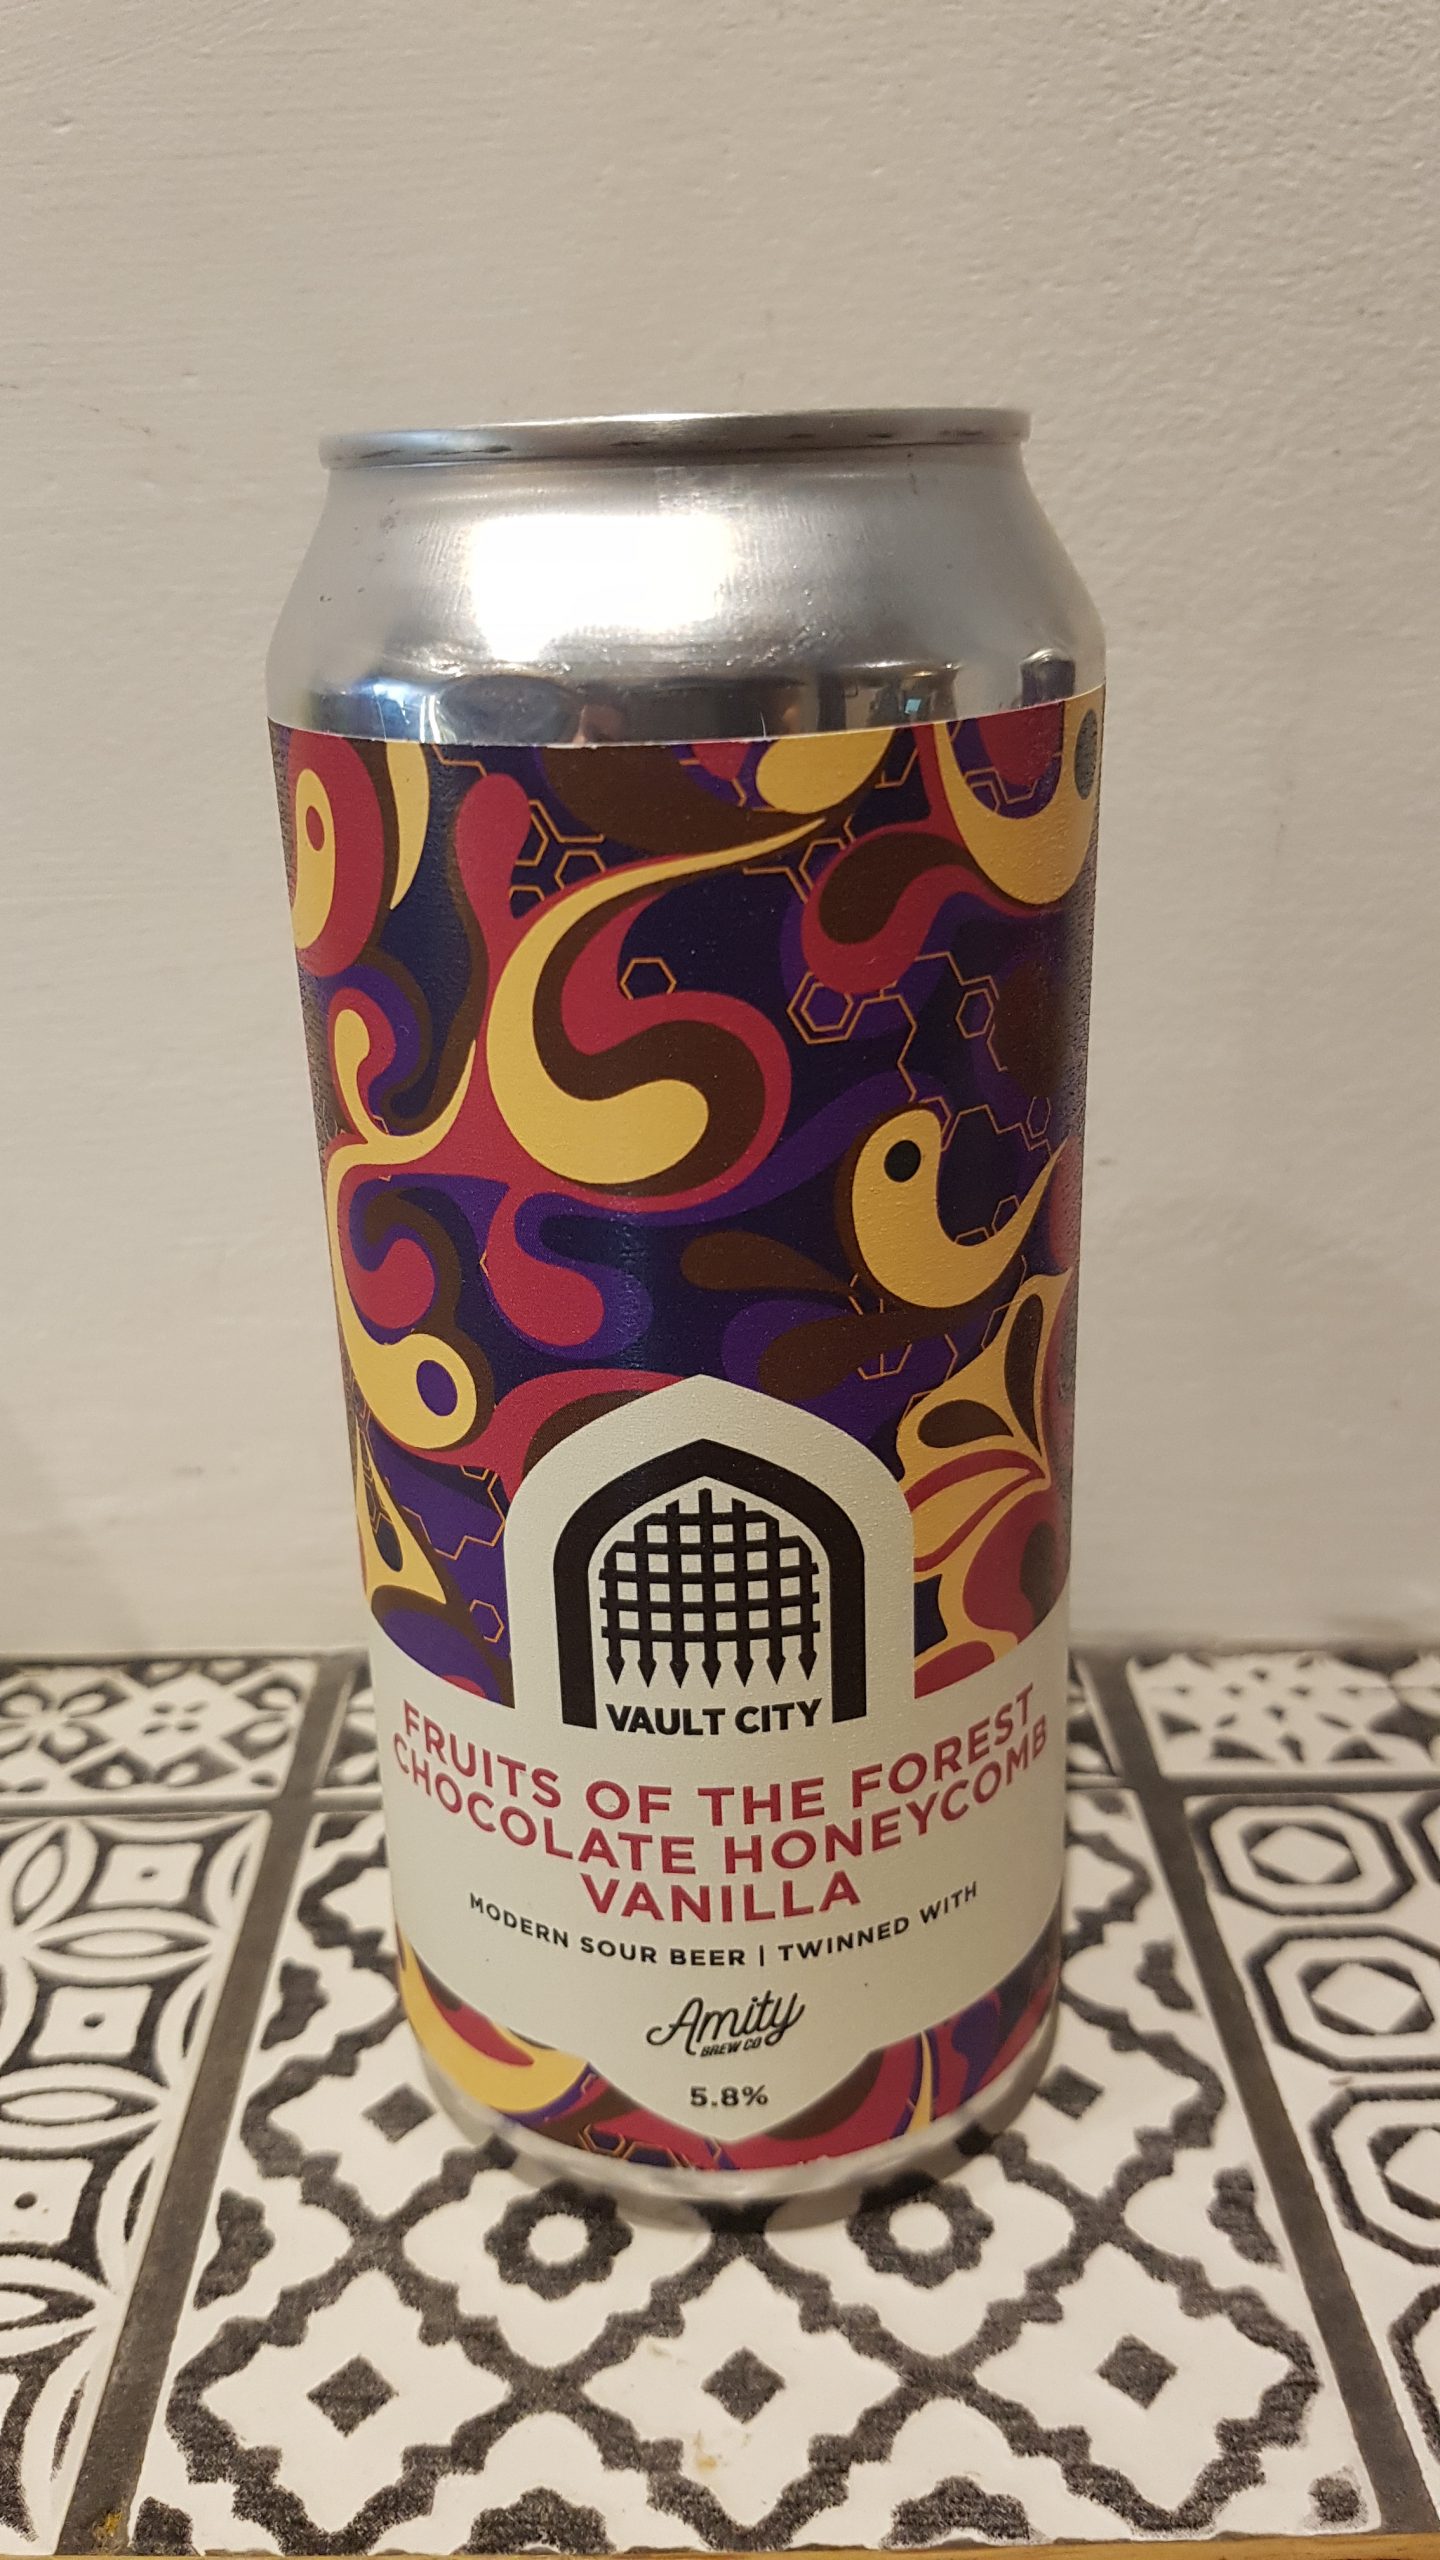 VAULT CITY
FRUITS OF THE FOREST
CHOCOLATE HONEYCOMB
VANILLA
MODERN SOUR BEER | TWINNED WITH
Amity
BREW CO
5.8%